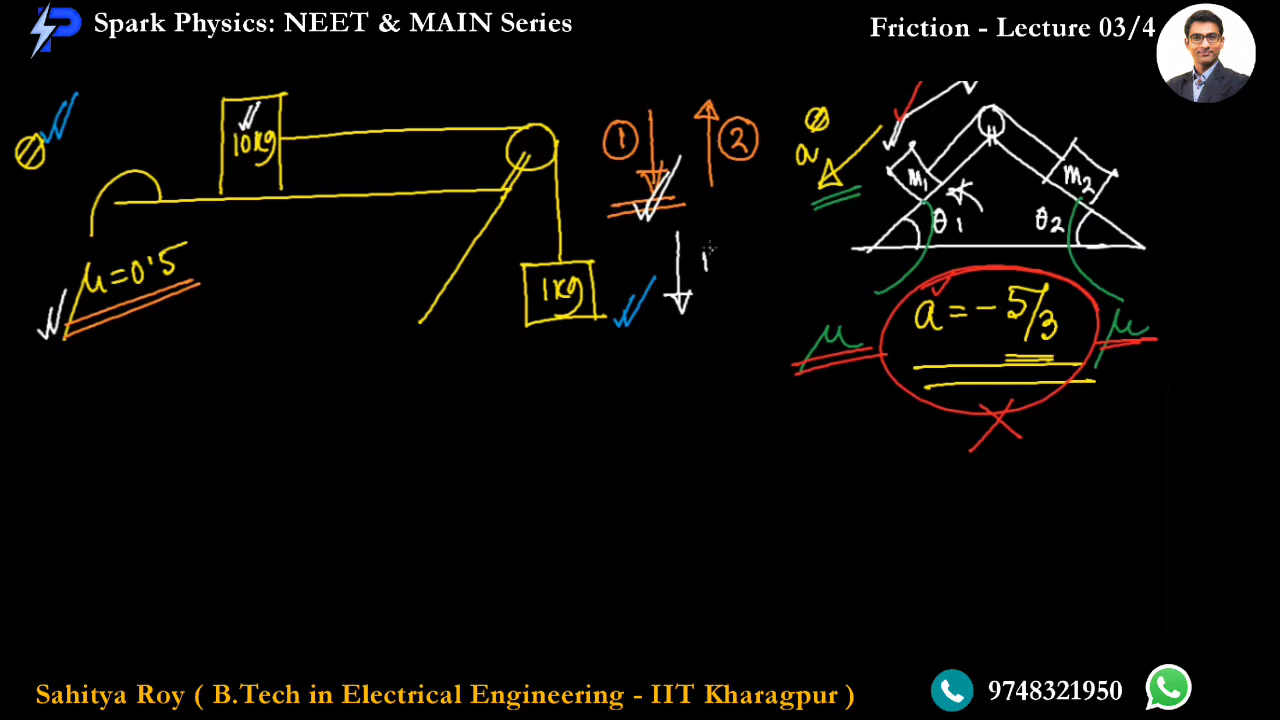 Spark Physics: NEET & MAIN Series
Friction - Lecture 03/4
10kg
1kg
μ=0.5
1
2
a
m1
m2
θ1
θ2
a = - 5/3
μ
μ
Sahitya Roy ( B.Tech in Electrical Engineering - IIT Kharagpur )
9748321950